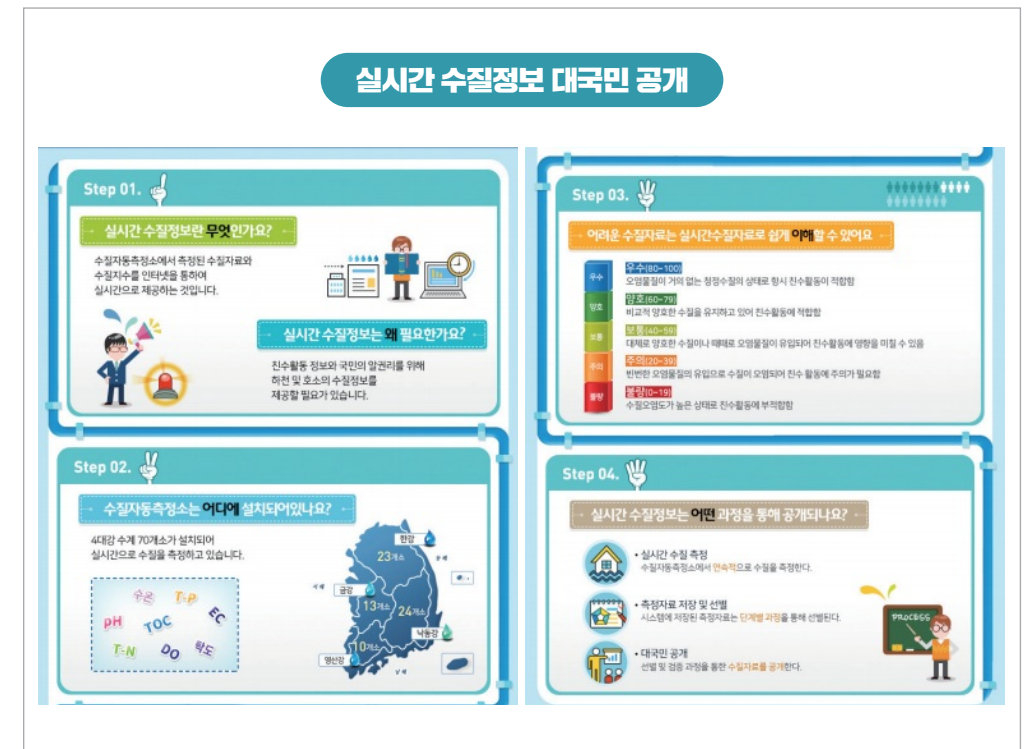 실시간 수질정보 대국민 공개
Step 01.
실시간 수질정보란 무엇인가요?
수질자동측정소에서 측정된 수질자료와
수질지수를 인터넷을 통하여
실시간으로 제공하는 것입니다.
실시간 수질정보는 왜 필요한가요?
친수활동 정보와 국민의 알권리를 위해
하천 및 호소의 수질정보를
제공할 필요가 있습니다.
Step 02.
수질자동측정소는 어디에 설치되어있나요?
4대강 수계 70개소가 설치되어
실시간으로 수질을 측정하고 있습니다.
수온 T-P
pH TOC EC
T-N DO 탁도
한강
23개소
동해
서해
금강
13개소 24개소
낙동강
10개소
영산강
남해
Step 03.
어려운 수질자료는 실시간수질자료로 쉽게 이해할 수 있어요
우수
우수(80~100)
오염물질이 거의 없는 청정수질의 상태로 항시 친수활동이 적합함
양호
양호(60~79)
비교적 양호한 수질을 유지하고 있어 친수활동에 적합함
보통
보통(40~59)
대체로 양호한 수질이나 때때로 오염물질이 유입되어 친수활동에 영향을 미칠 수 있음
주의
주의(20~39)
빈번한 오염물질의 유입으로 수질이 오염되어 친수 활동에 주의가 필요함
불량
불량(0~19)
수질오염도가 높은 상태로 친수활동에 부적합함
Step 04.
실시간 수질정보는 어떤 과정을 통해 공개되나요?
• 실시간 수질 측정
수질자동측정소에서 연속적으로 수질을 측정한다.
• 측정자료 저장 및 선별
시스템에 저장된 측정자료는 단계별 과정을 통해 선별된다.
• 대국민 공개
선별 및 검증 과정을 통한 수질자료를 공개한다.
PROCESS